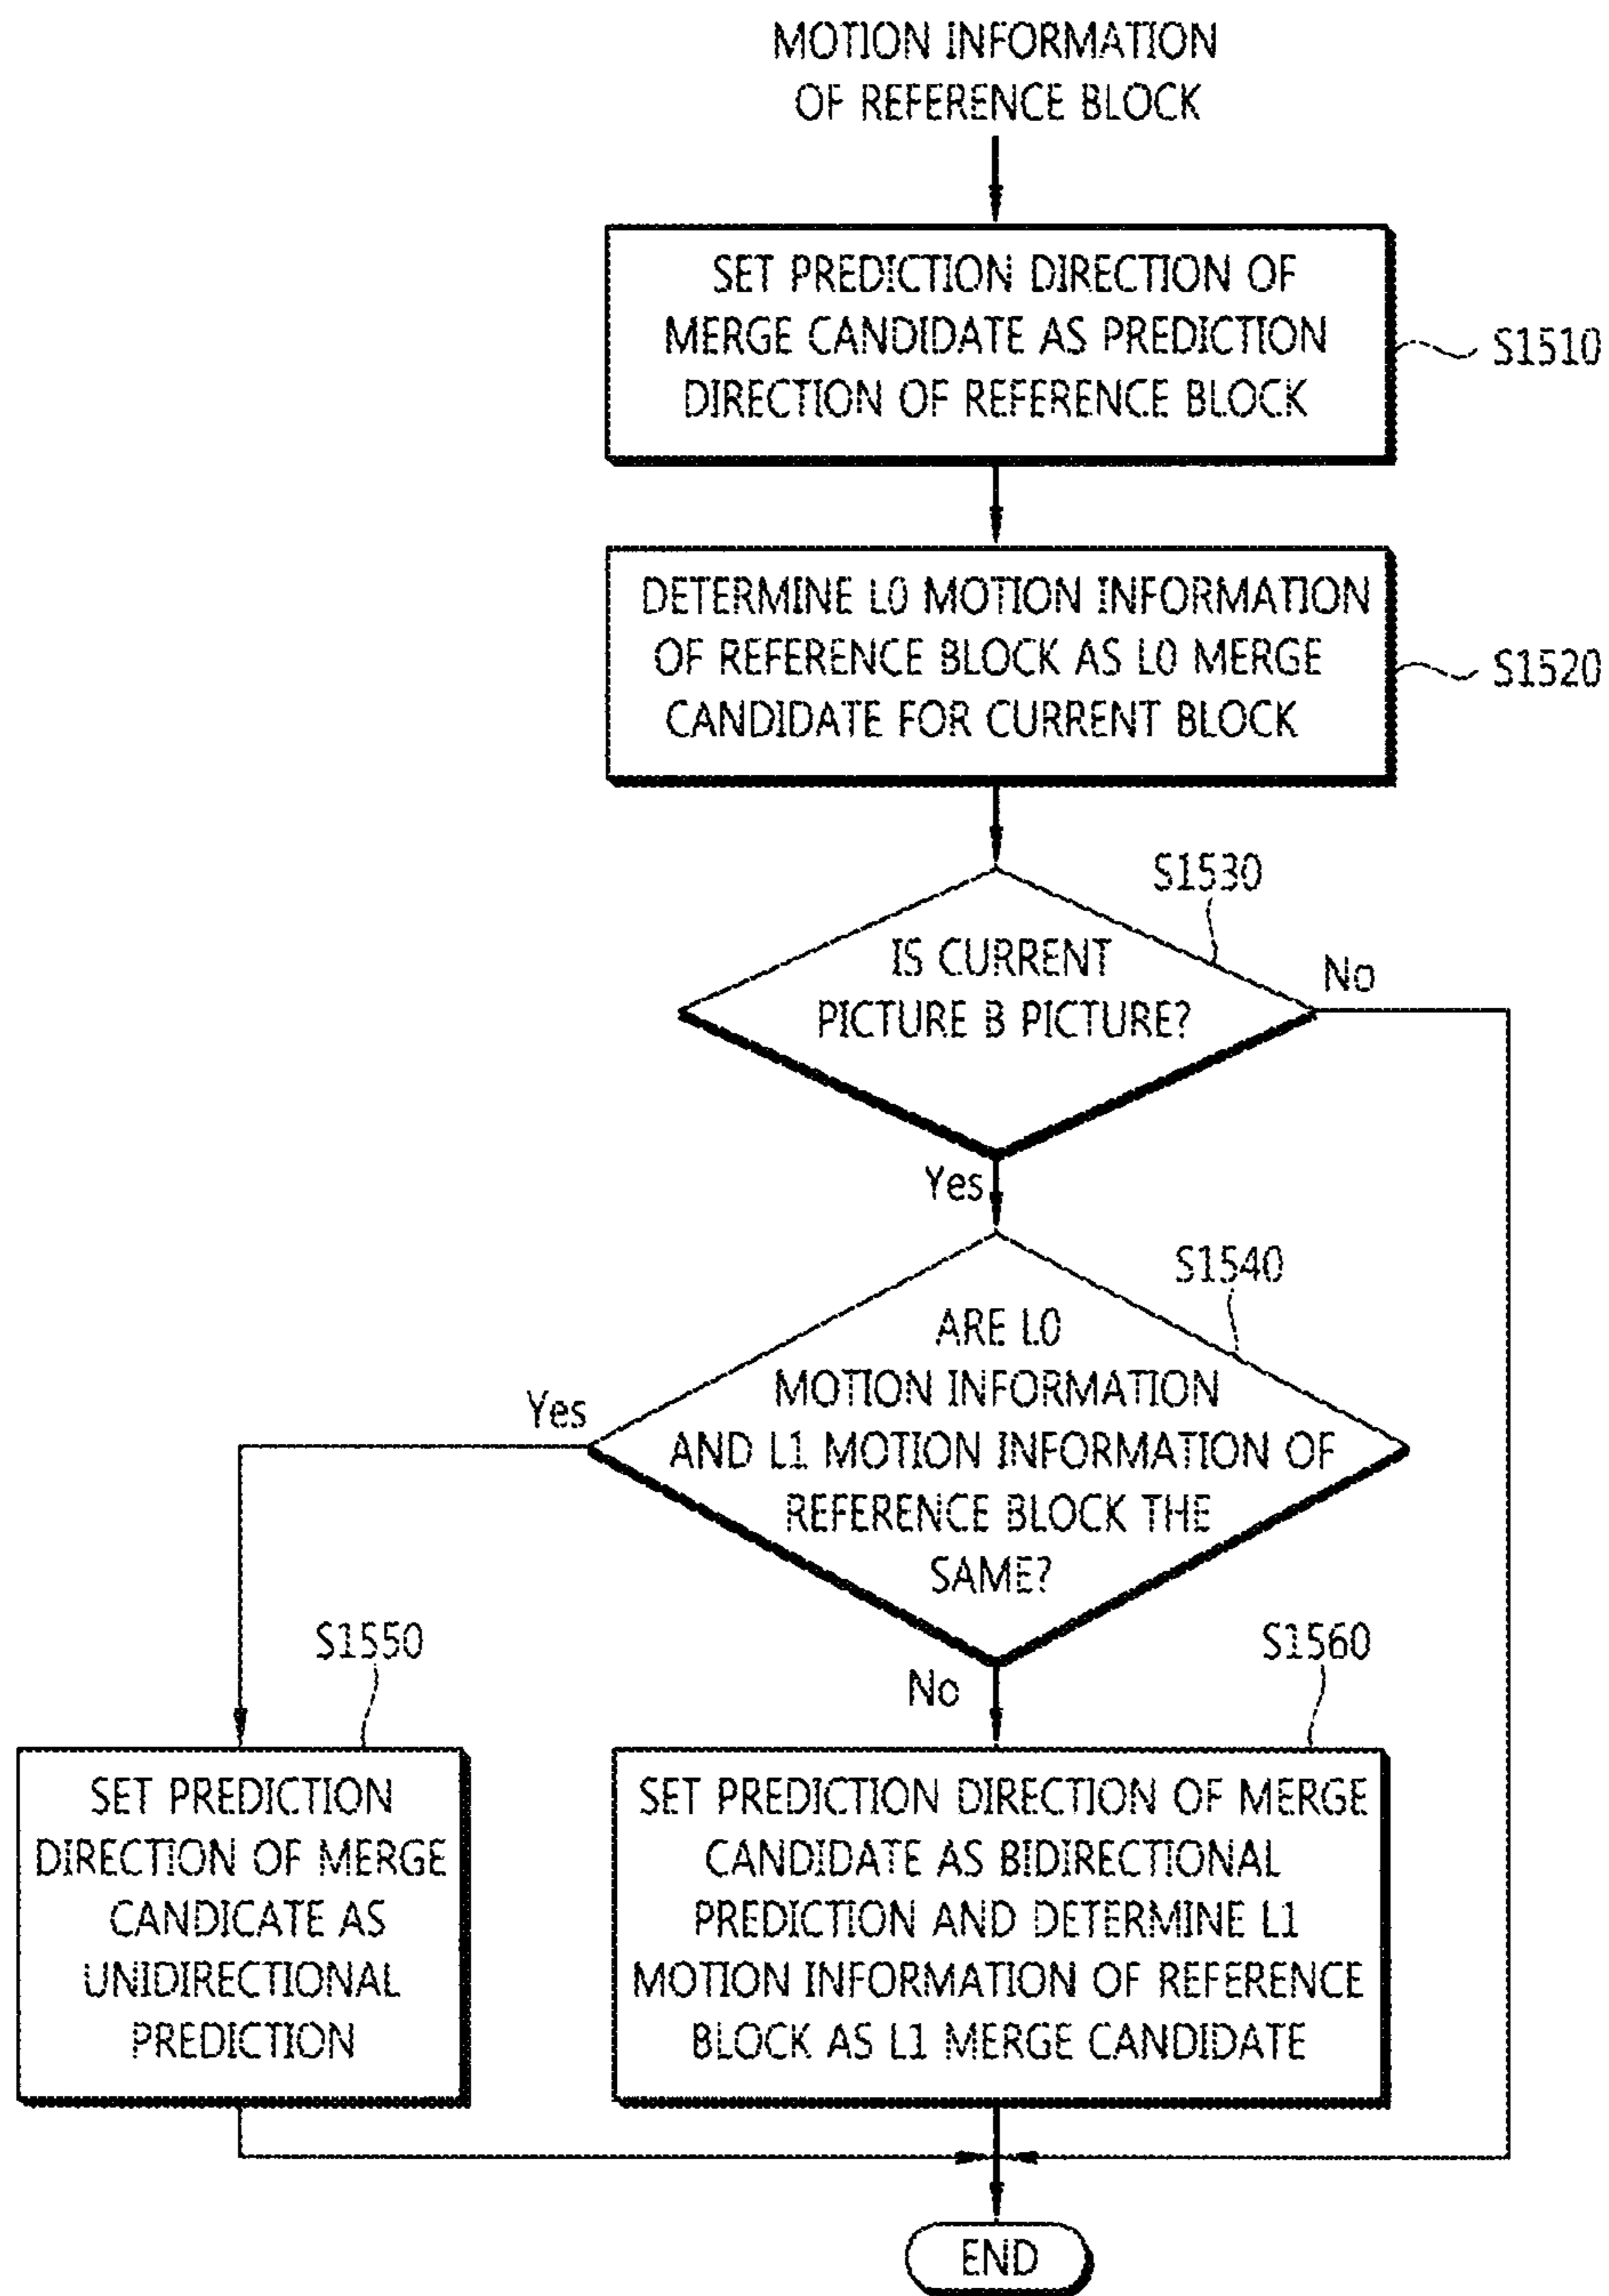 MOTION INFORMATION
OF REFERENCE BLOCK
SET PREDICTION DIRECTION OF
MERGE CANDIDATE AS PREDICTION
DIRECTION OF REFERENCE BLOCK
S1510
DETERMINE L0 MOTION INFORMATION
OF REFERENCE BLOCK AS L0 MERGE
CANDIDATE FOR CURRENT BLOCK
S1520
S1530
IS CURRENT
PICTURE B PICTURE?
No
Yes
S1540
ARE L0
MOTION INFORMATION
AND L1 MOTION INFORMATION OF
REFERENCE BLOCK THE
SAME?
Yes
No
S1550
SET PREDICTION
DIRECTION OF MERGE
CANDICATE AS
UNIDIRECTIONAL
PREDICTION
S1560
SET PREDICTION DIRECTION OF MERGE
CANDIDATE AS BIDIRECTIONAL
PREDICTION AND DETERMINE L1
MOTION INFORMATION OF REFERENCE
BLOCK AS L1 MERGE CANDIDATE
END